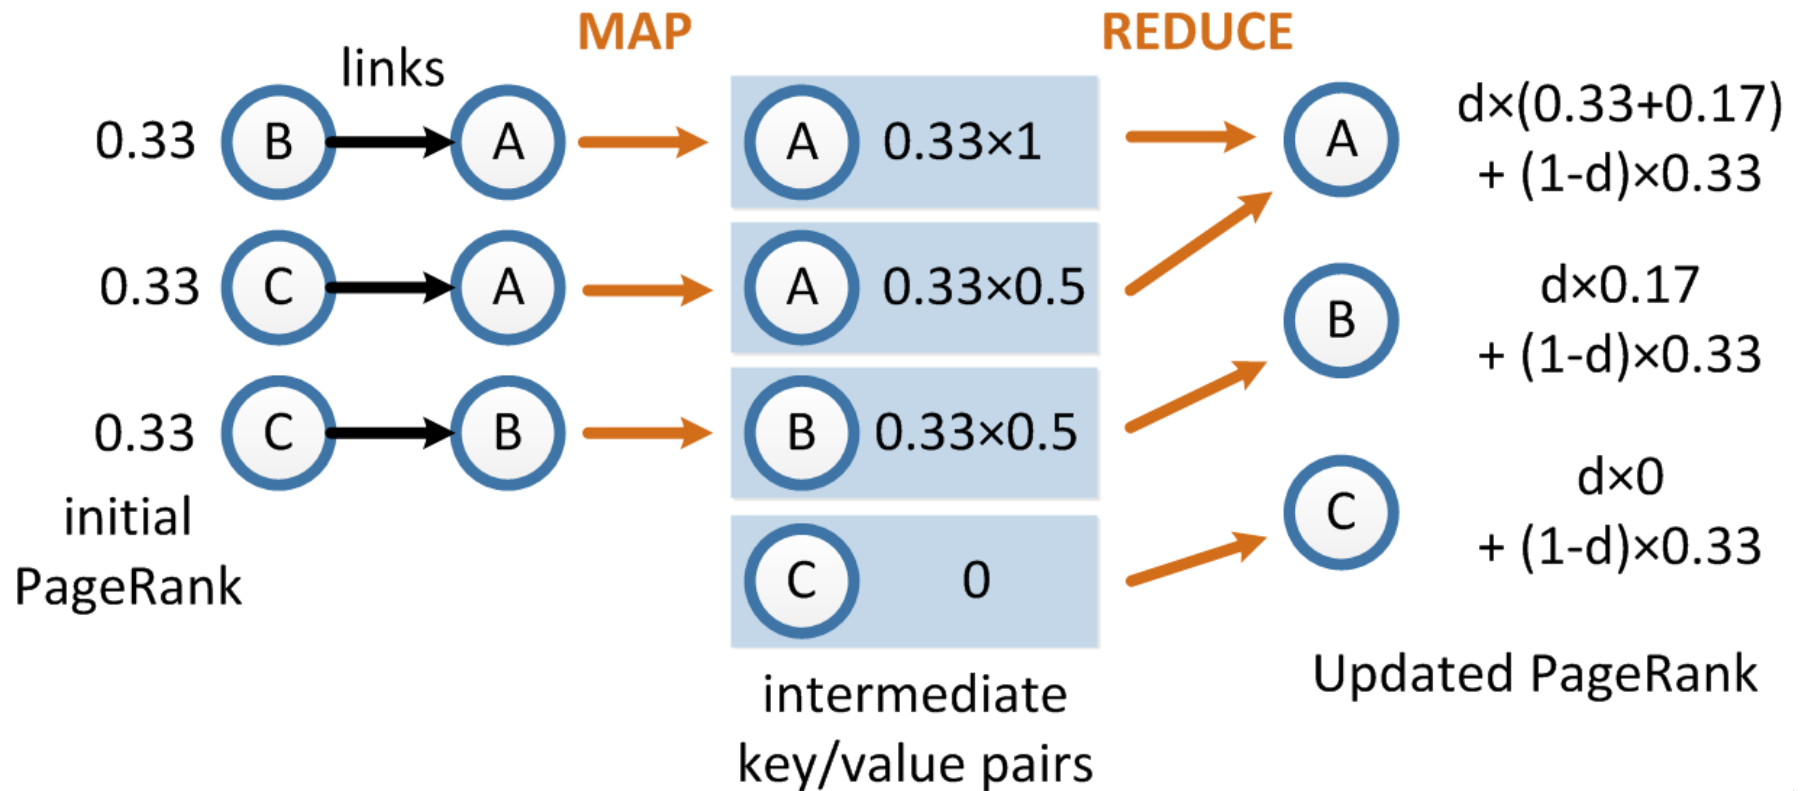 MAP
REDUCE
links
0.33 B A
A 0.33×1
A
d×(0.33+0.17)
+ (1-d)×0.33
0.33 C A
A 0.33×0.5
B
d×0.17
+ (1-d)×0.33
0.33 C B
B 0.33×0.5
C
d×0
+ (1-d)×0.33
initial
PageRank
C 0
intermediate
key/value pairs
Updated PageRank